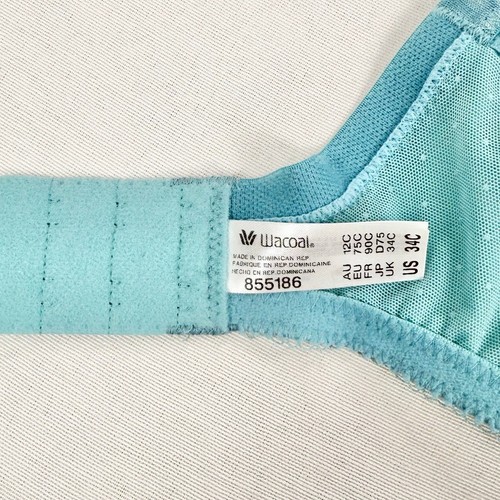 Wacoal®
MADE IN DOMINICAN REP.
FABRIQUE EN REP. DOMINICAINE
HECHO EN REP. DOMINICANA
855186
AU 12C
EU 75C
FR 90C
JP D75
UK 34C
US 34C